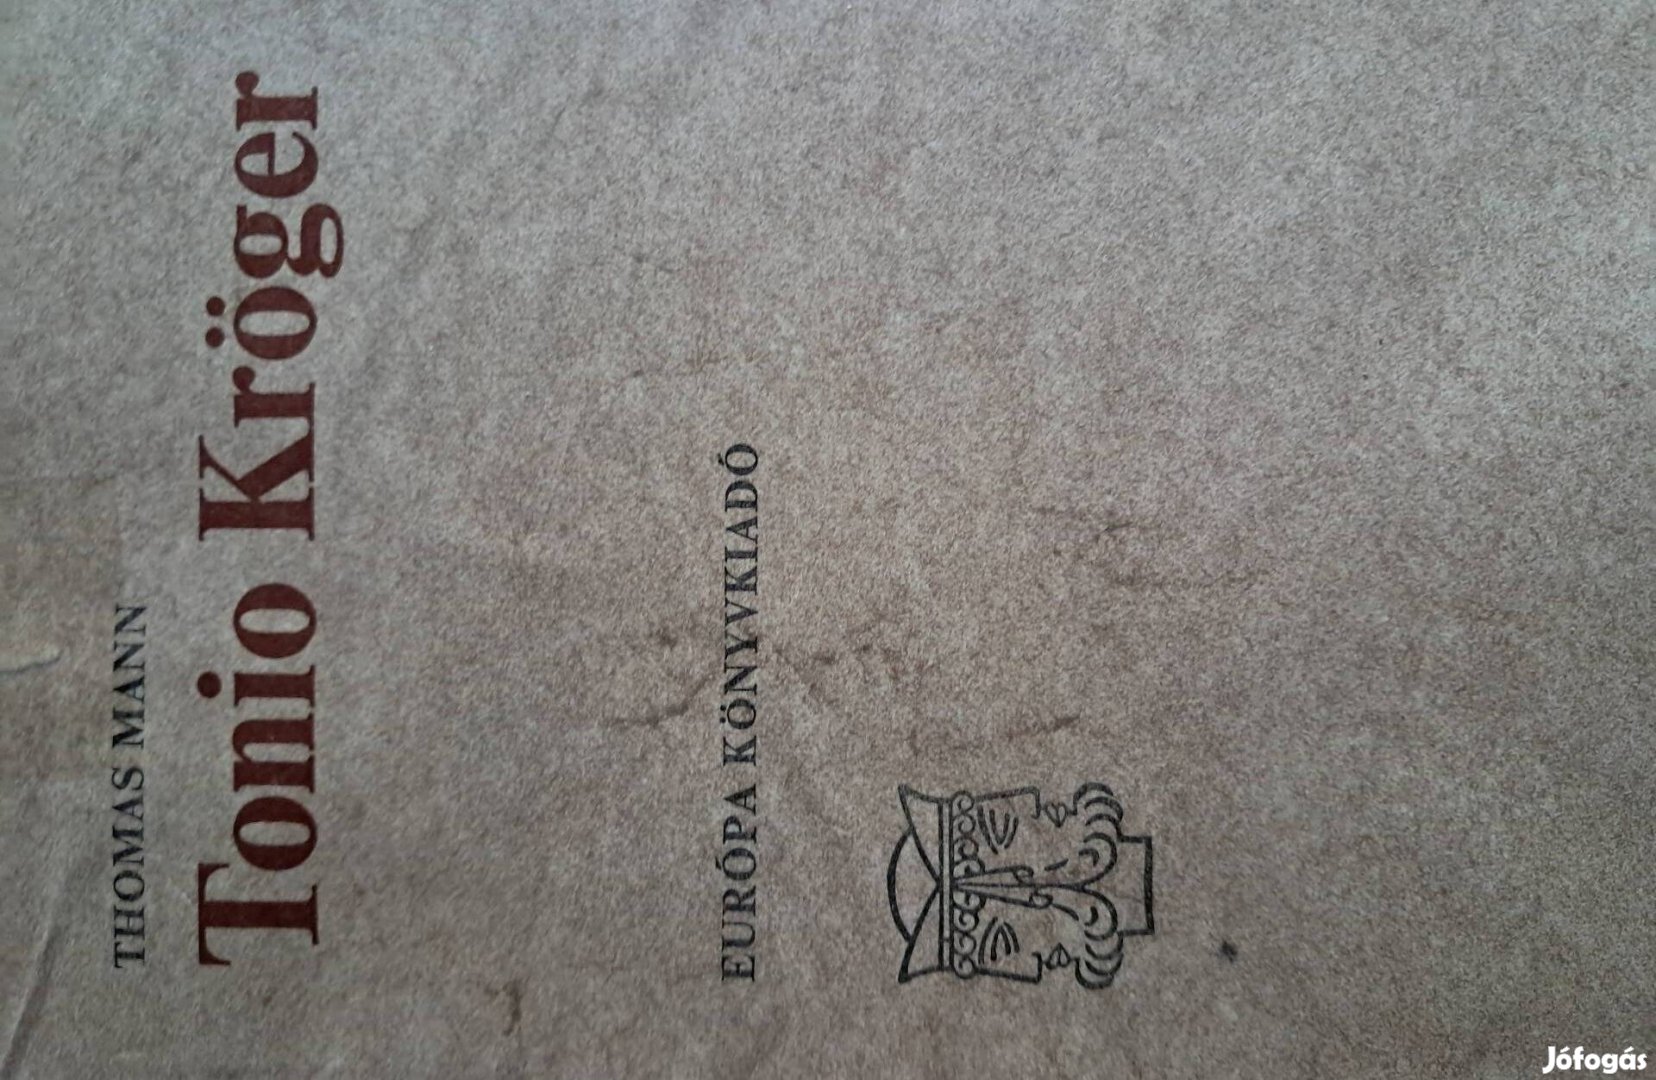 THOMAS MANN
Tonio Kröger
EURÓPA KÖNYVKIADÓ
Jófogás